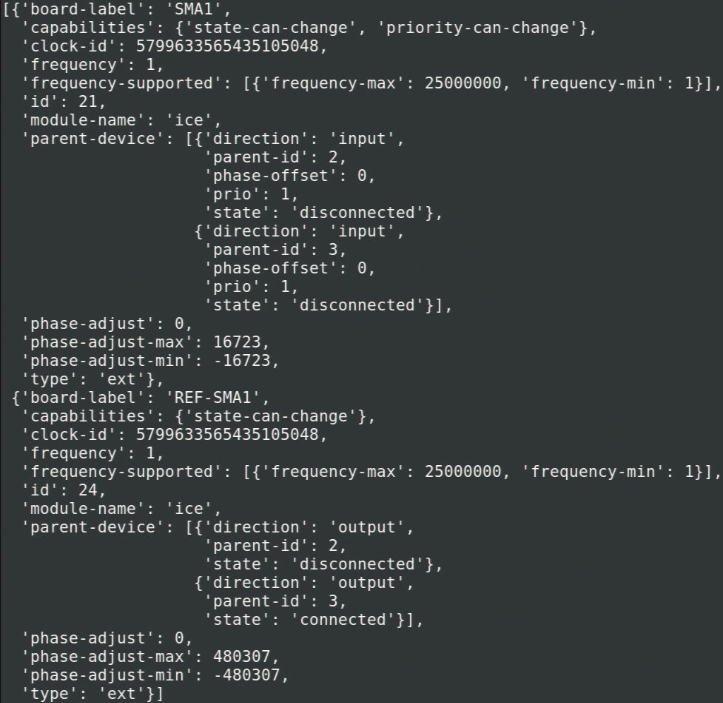 [{'board-label': 'SMA1',
'capabilities': {'state-can-change', 'priority-can-change'},
'clock-id': 5799633565435105048,
'frequency': 1,
'frequency-supported': [{'frequency-max': 25000000, 'frequency-min': 1}],
'id': 21,
'module-name': 'ice',
'parent-device': [{'direction': 'input',
'parent-id': 2,
'phase-offset': 0,
'prio': 1,
'state': 'disconnected'},
{'direction': 'input',
'parent-id': 3,
'phase-offset': 0,
'prio': 1,
'state': 'disconnected'}],
'phase-adjust': 0,
'phase-adjust-max': 16723,
'phase-adjust-min': -16723,
'type': 'ext'},
{'board-label': 'REF-SMA1',
'capabilities': {'state-can-change'},
'clock-id': 5799633565435105048,
'frequency': 1,
'frequency-supported': [{'frequency-max': 25000000, 'frequency-min': 1}],
'id': 24,
'module-name': 'ice',
'parent-device': [{'direction': 'output',
'parent-id': 2,
'state': 'disconnected'},
{'direction': 'output',
'parent-id': 3,
'state': 'connected'}],
'phase-adjust': 0,
'phase-adjust-max': 480307,
'phase-adjust-min': -480307,
'type': 'ext'}]